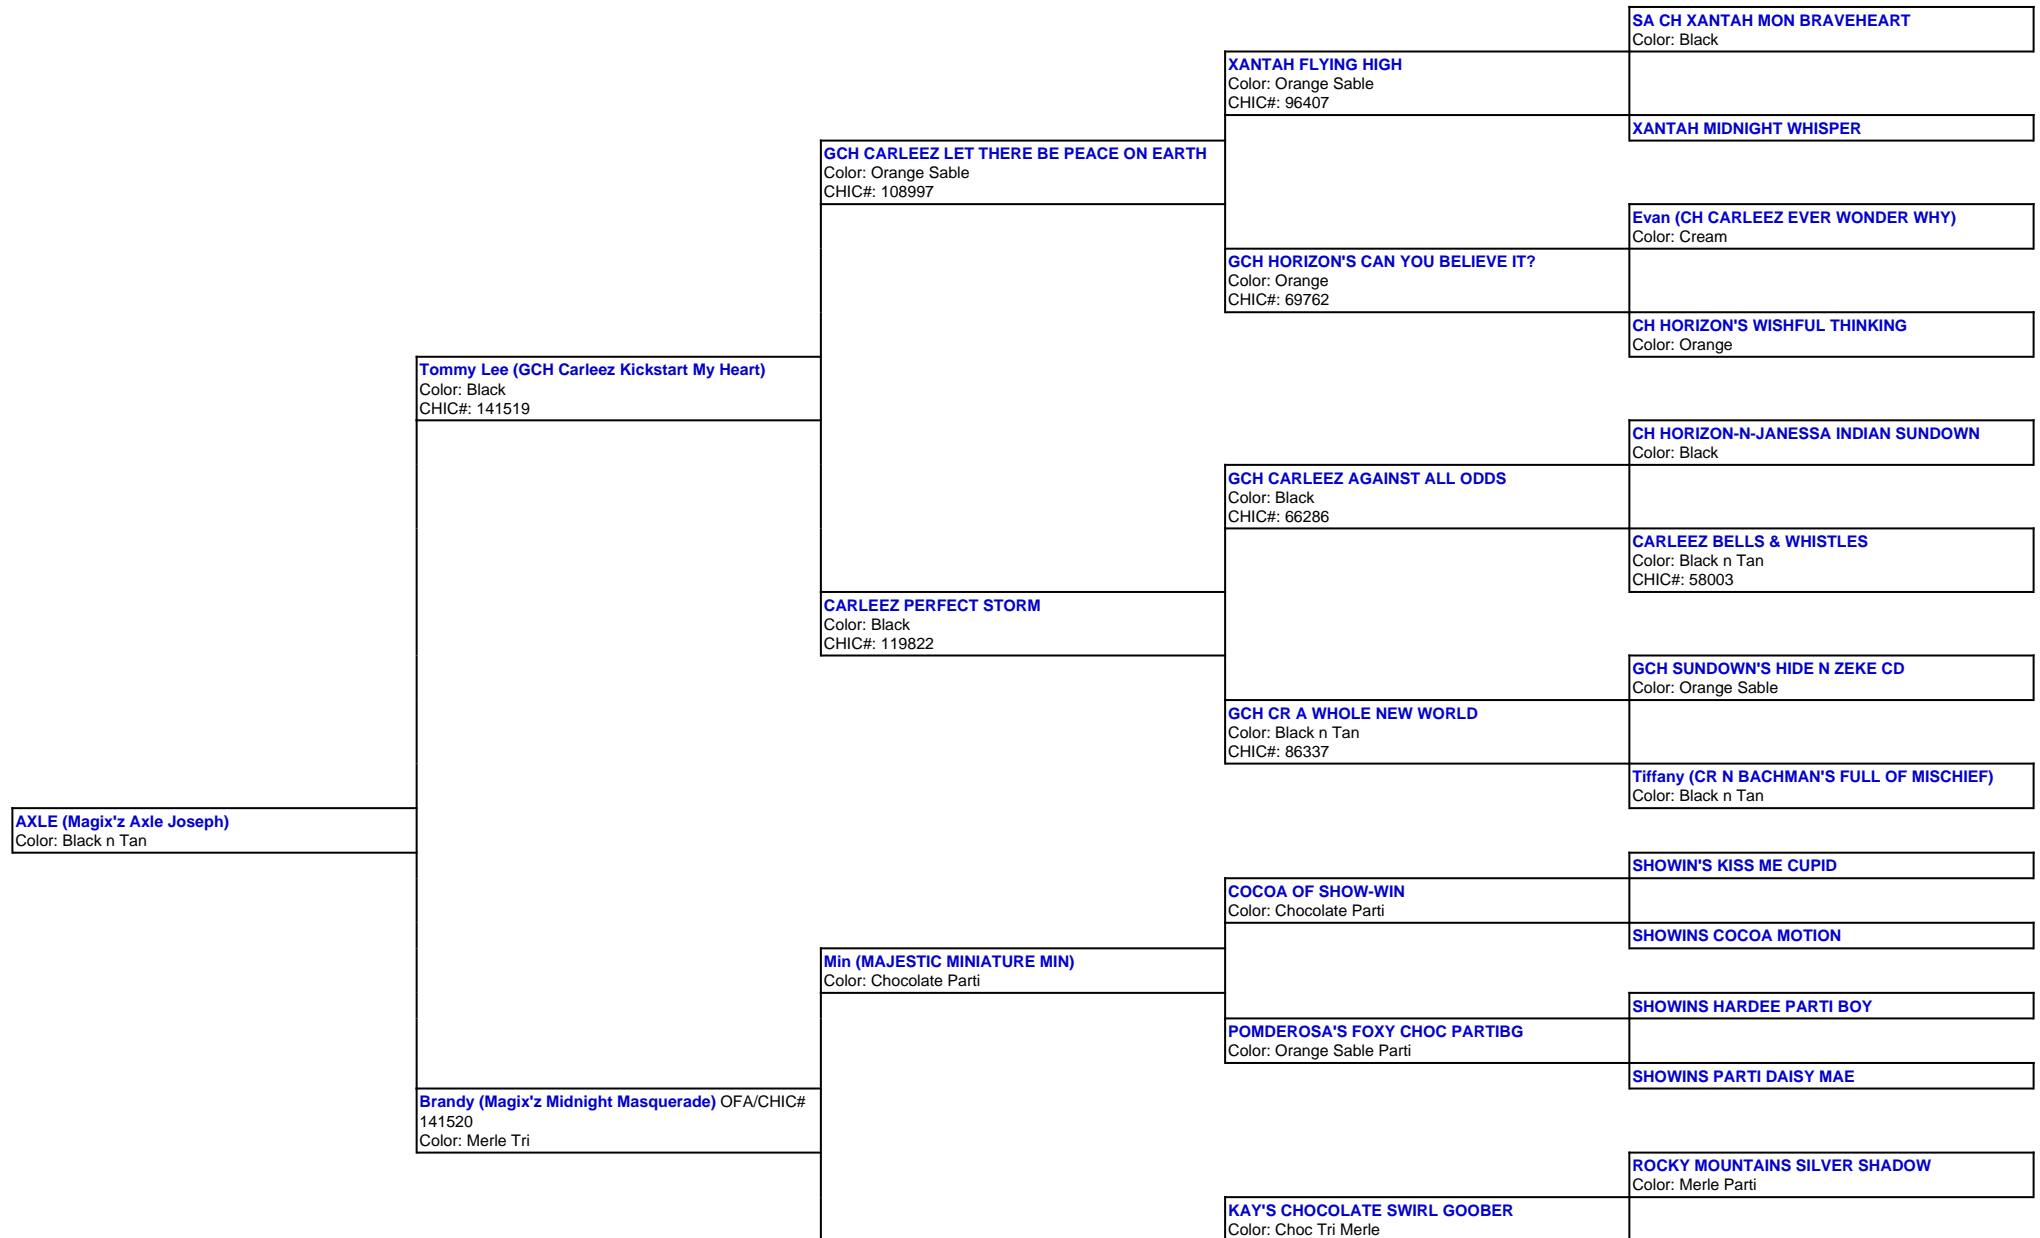 SA CH XANTAH MON BRAVEHEART
Color: Black
XANTAH FLYING HIGH
Color: Orange Sable
CHIC#: 96407
XANTAH MIDNIGHT WHISPER
GCH CARLEEZ LET THERE BE PEACE ON EARTH
Color: Orange Sable
CHIC#: 108997
Evan (CH CARLEEZ EVER WONDER WHY)
Color: Cream
GCH HORIZON'S CAN YOU BELIEVE IT?
Color: Orange
CHIC#: 69762
CH HORIZON'S WISHFUL THINKING
Color: Orange
Tommy Lee (GCH Carleez Kickstart My Heart)
Color: Black
CHIC#: 141519
CH HORIZON-N-JANESSA INDIAN SUNDOWN
Color: Black
GCH CARLEEZ AGAINST ALL ODDS
Color: Black
CHIC#: 66286
CARLEEZ BELLS & WHISTLES
Color: Black n Tan
CHIC#: 58003
CARLEEZ PERFECT STORM
Color: Black
CHIC#: 119822
GCH SUNDOWN'S HIDE N ZEKE CD
Color: Orange Sable
GCH CR A WHOLE NEW WORLD
Color: Black n Tan
CHIC#: 86337
Tiffany (CR N BACHMAN'S FULL OF MISCHIEF)
Color: Black n Tan
AXLE (Magix'z Axle Joseph)
Color: Black n Tan
SHOWIN'S KISS ME CUPID
COCOA OF SHOW-WIN
Color: Chocolate Parti
SHOWINS COCOA MOTION
Min (MAJESTIC MINIATURE MIN)
Color: Chocolate Parti
SHOWINS HARDEE PARTI BOY
POMDEROSA'S FOXY CHOC PARTIBG
Color: Orange Sable Parti
SHOWINS PARTI DAISY MAE
Brandy (Magix'z Midnight Masquerade) OFA/CHIC#
141520
Color: Merle Tri
ROCKY MOUNTAINS SILVER SHADOW
Color: Merle Parti
KAY'S CHOCOLATE SWIRL GOOBER
Color: Choc Tri Merle